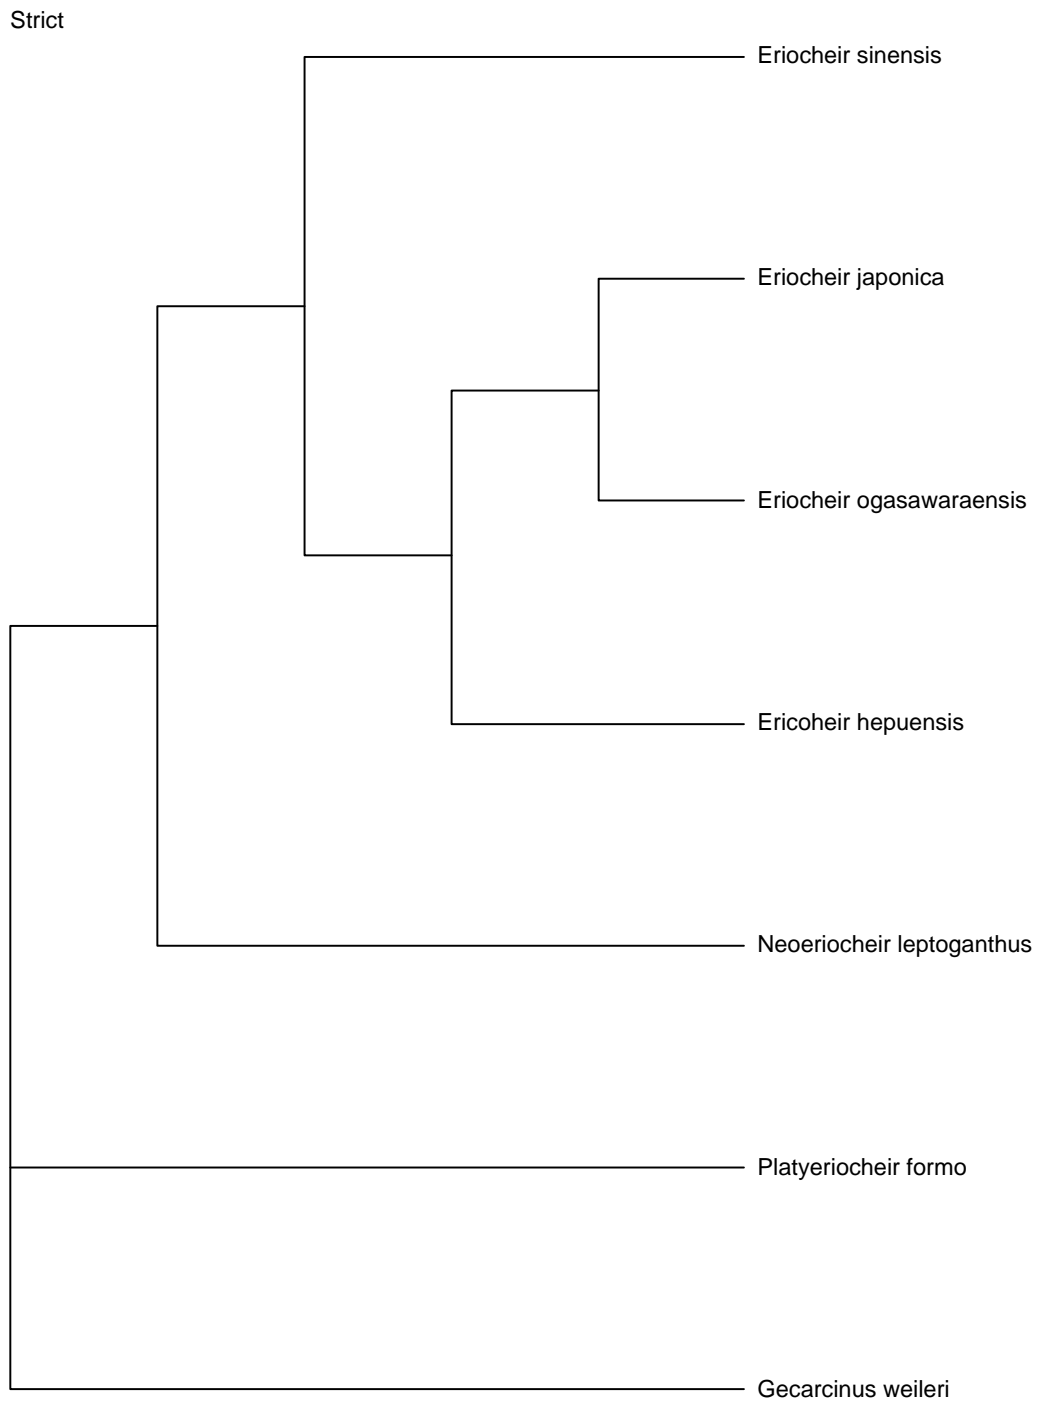 Strict
Eriocheir sinensis
Eriocheir japonica
Eriocheir ogasawaraensis
Ericoheir hepuensis
Neoeriocheir leptoganthus
Platyeriocheir formo
Gecarcinus weileri